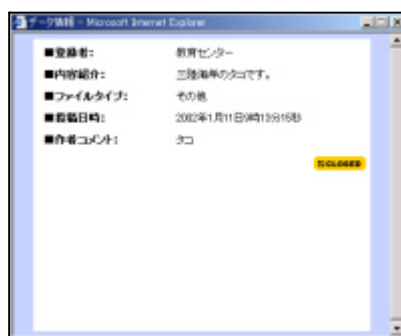 データ情報 - Microsoft Internet Explorer
■登録者: 教育センター
■内容紹介: 三陸海岸のタコです。
■ファイルタイプ: その他
■投稿日時: 2002年1月11日9時13分15秒
■作者コメント: タコ
CLOSED